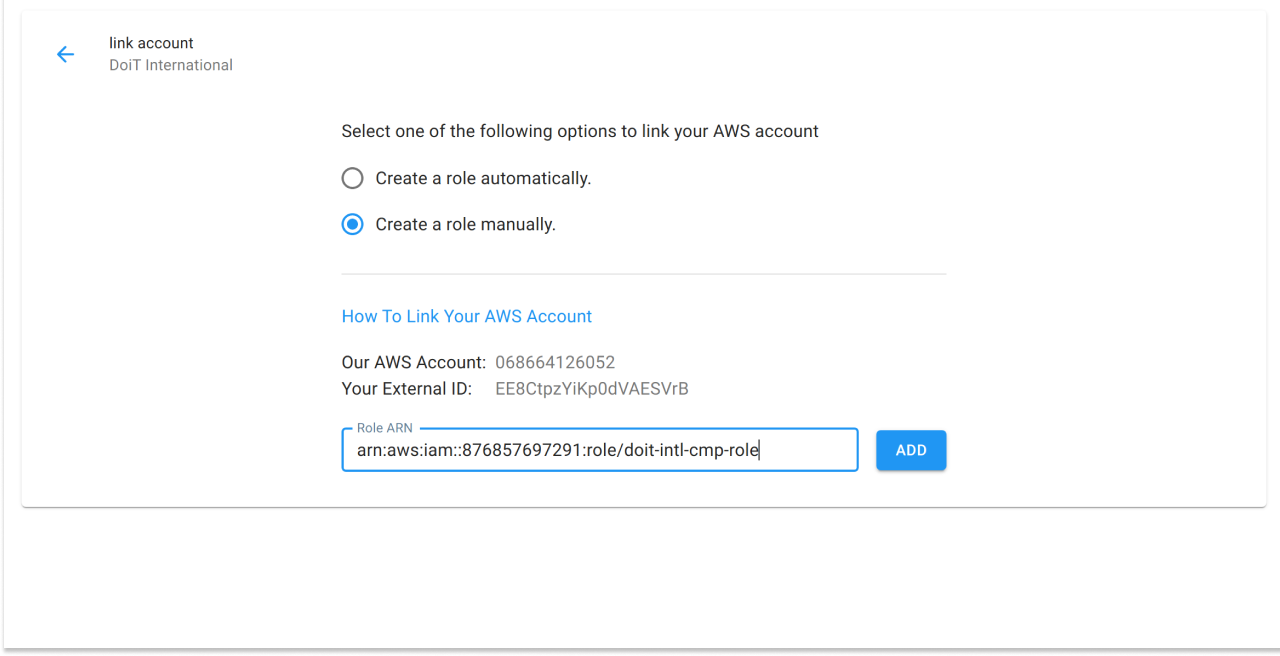 link account
DoiT International
Select one of the following options to link your AWS account
Create a role automatically.
Create a role manually.
How To Link Your AWS Account
Our AWS Account: 068664126052
Your External ID: EE8CtpzYiKp0dVAESVrB
Role ARN
arn:aws:iam::876857697291:role/doit-intl-cmp-role
ADD